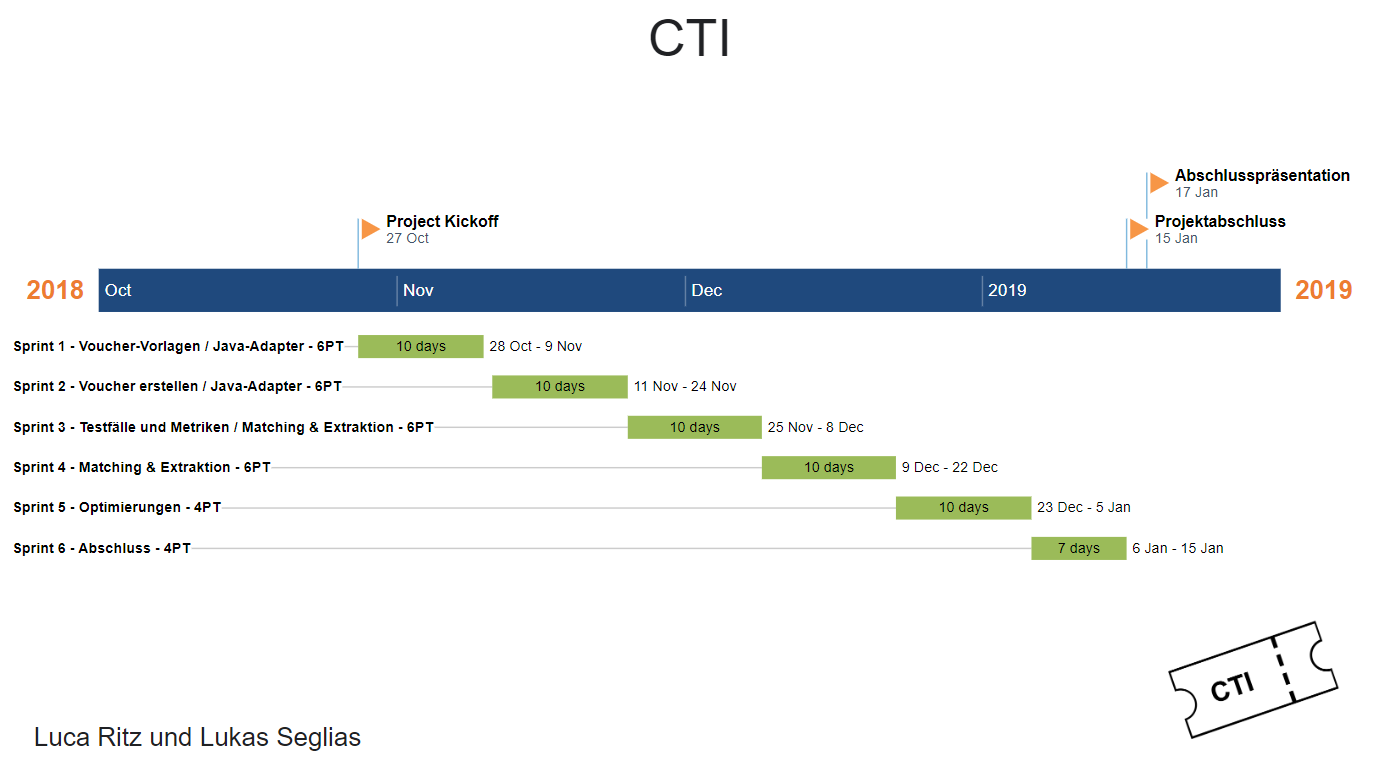 CTI
Abschlusspräsentation
17 Jan
Project Kickoff
27 Oct
Projektabschluss
15 Jan
2018
Oct
Nov
Dec
2019
2019
Sprint 1 - Voucher-Vorlagen / Java-Adapter - 6PT 10 days 28 Oct - 9 Nov
Sprint 2 - Voucher erstellen / Java-Adapter - 6PT 10 days 11 Nov - 24 Nov
Sprint 3 - Testfälle und Metriken / Matching & Extraktion - 6PT 10 days 25 Nov - 8 Dec
Sprint 4 - Matching & Extraktion - 6PT 10 days 9 Dec - 22 Dec
Sprint 5 - Optimierungen - 4PT 10 days 23 Dec - 5 Jan
Sprint 6 - Abschluss - 4PT 7 days 6 Jan - 15 Jan
CTI
Luca Ritz und Lukas Seglias